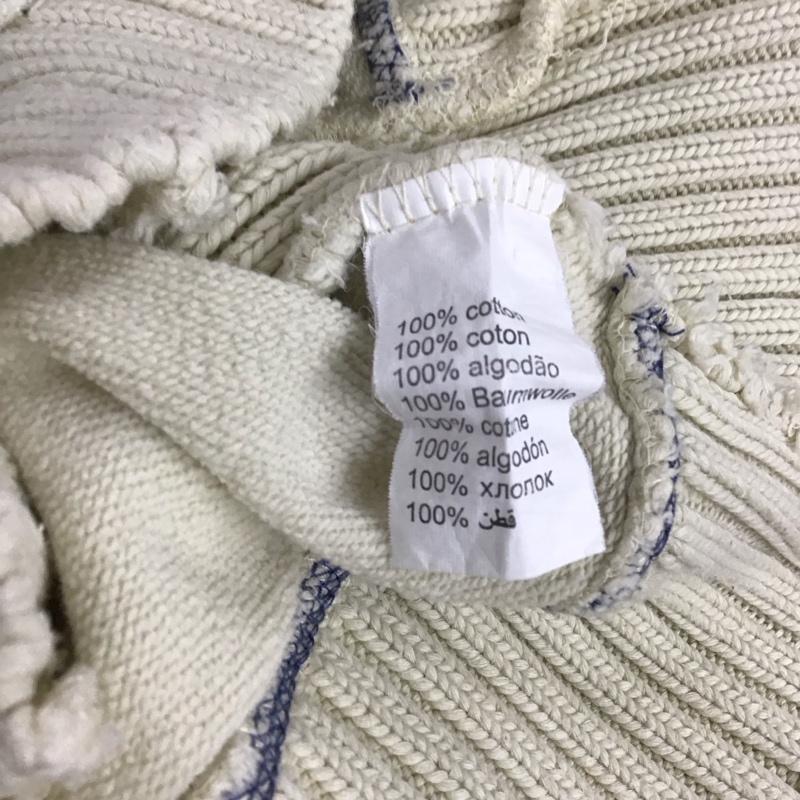 100% cotton
100% coton
100% algodão
100% Baumwolle
100% cotone
100% algodón
100% хлопок
100% قطن